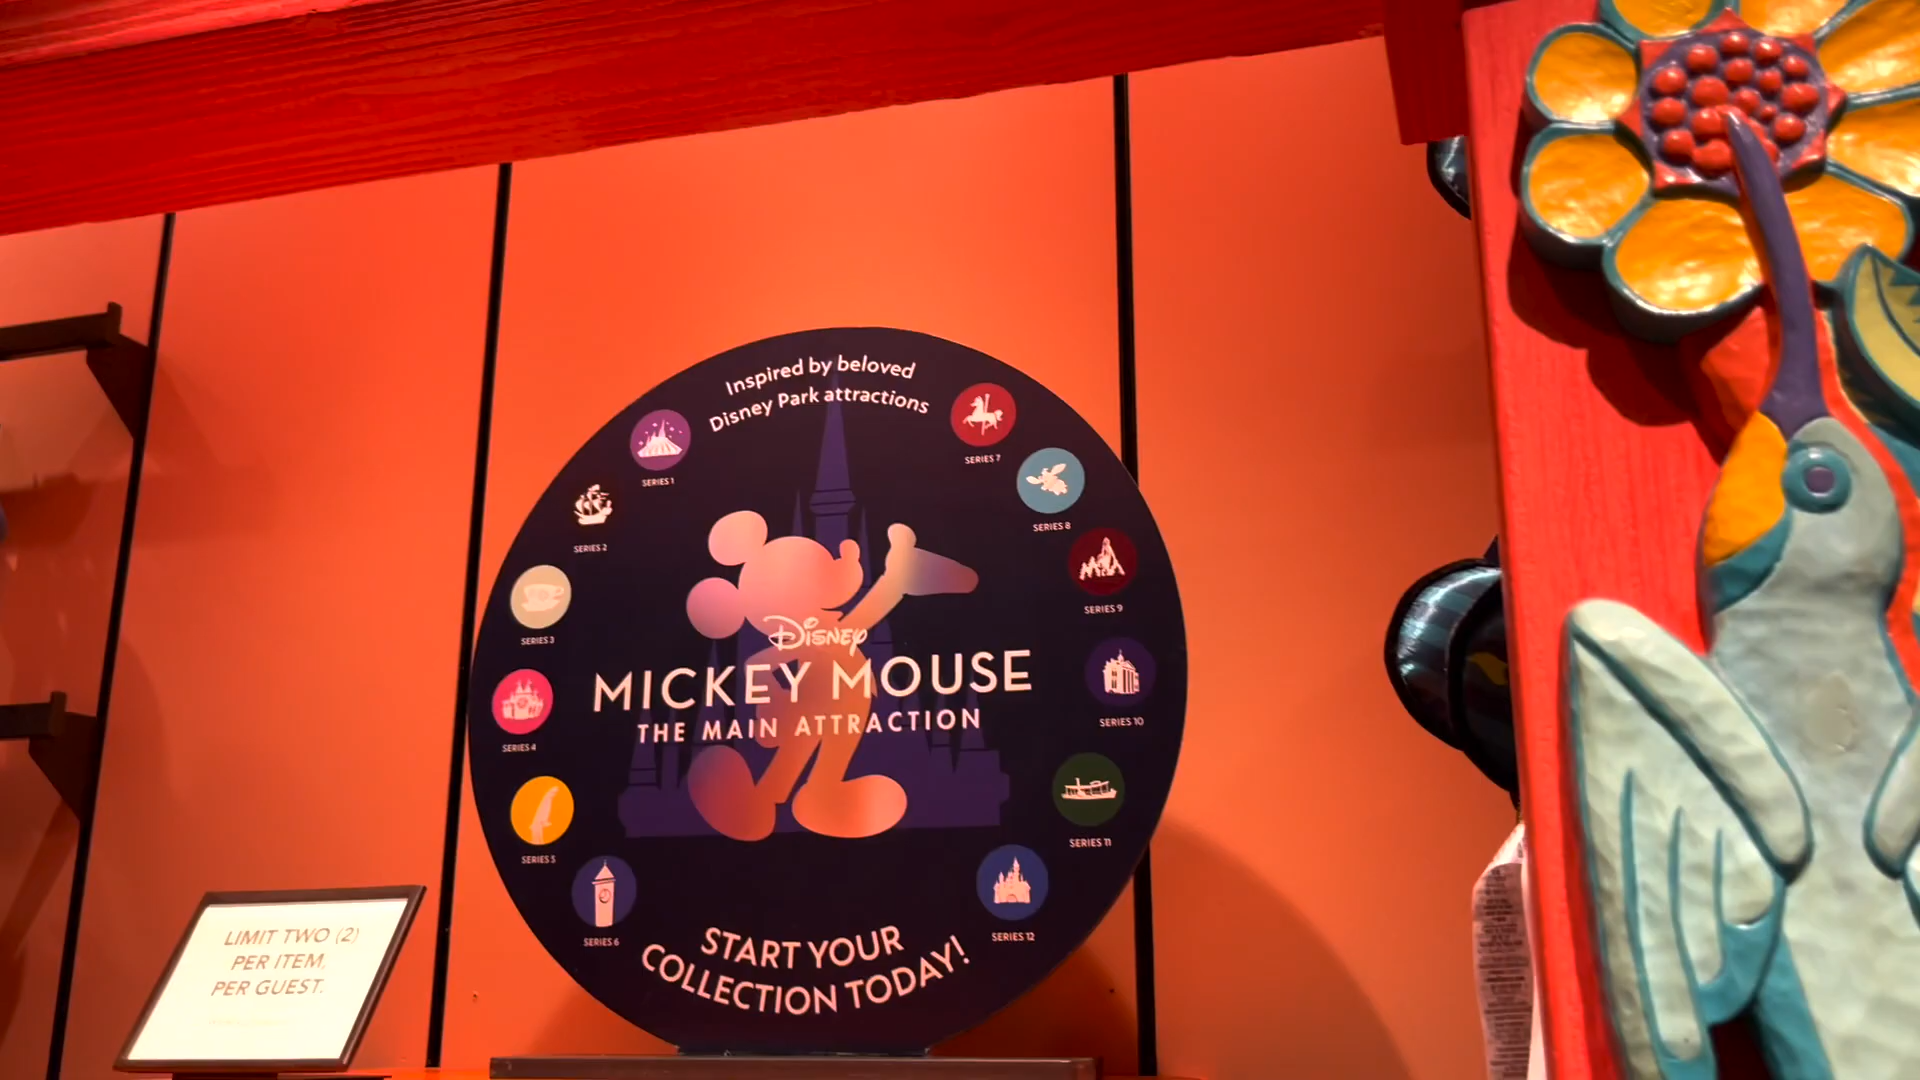 Inspired by beloved
Disney Park attractions
SERIES 1
SERIES 2
SERIES 3
SERIES 4
SERIES 5
SERIES 6
SERIES 7
SERIES 8
SERIES 9
SERIES 10
SERIES 11
SERIES 12
Disney
MICKEY MOUSE
THE MAIN ATTRACTION
START YOUR
COLLECTION TODAY!
LIMIT TWO (2)
PER ITEM,
PER GUEST.